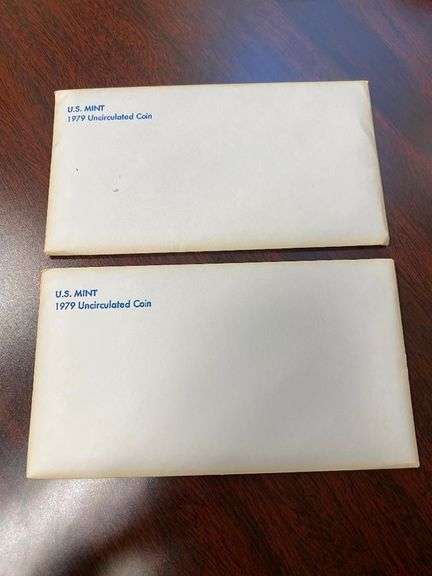 U.S. MINT
1979 Uncirculated Coin
U.S. MINT
1979 Uncirculated Coin